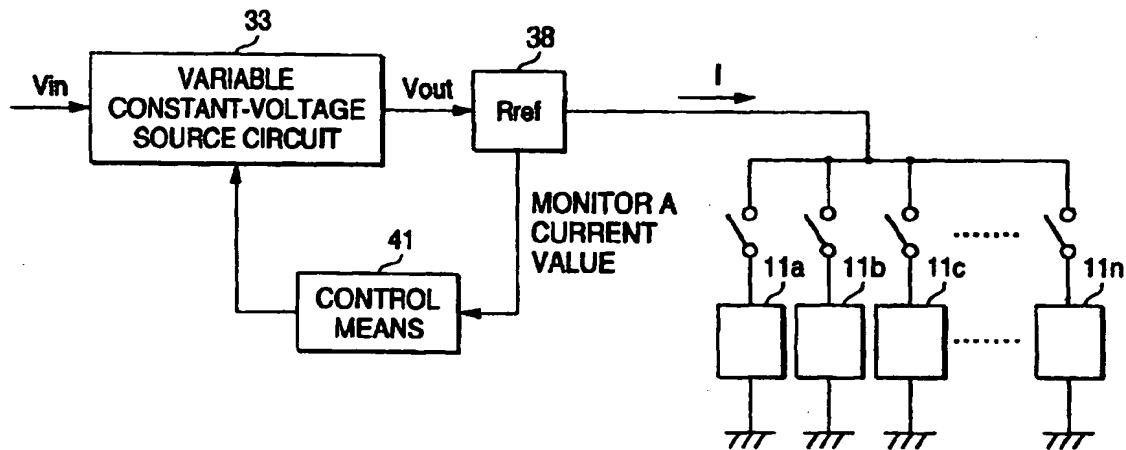 33
38
Vin
VARIABLE
CONSTANT-VOLTAGE
SOURCE CIRCUIT
Vout
Rref
I
MONITOR A
CURRENT
VALUE
41
CONTROL
MEANS
11a
11b
11c
11n